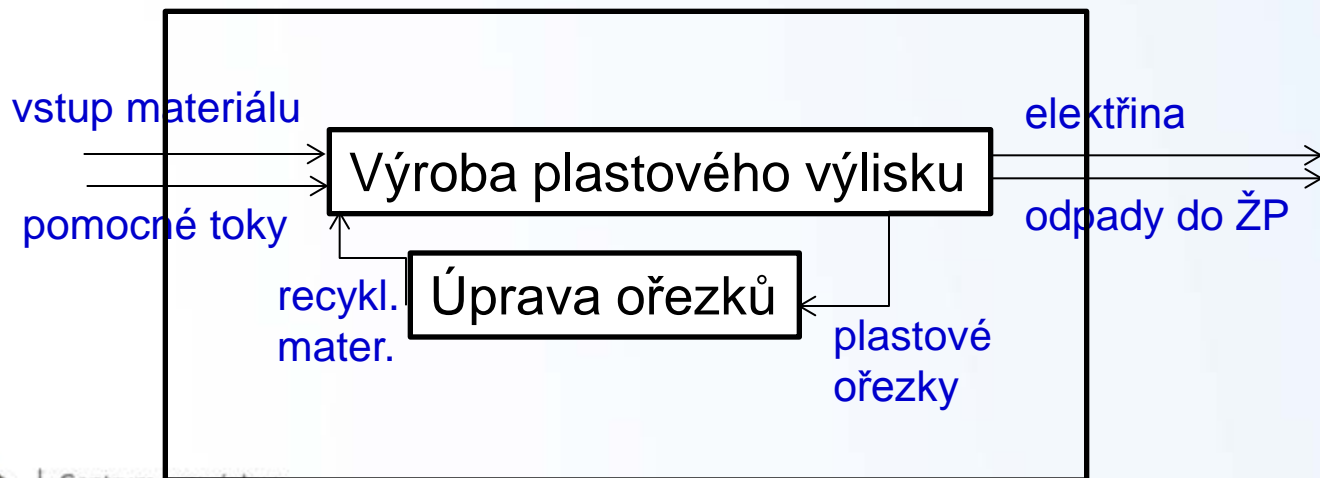 vstup materiálu
elektřina
Výroba plastového výlisku
pomocné toky
odpady do ŽP
recykl.
mater.
Úprava ořezků
plastové
ořezky